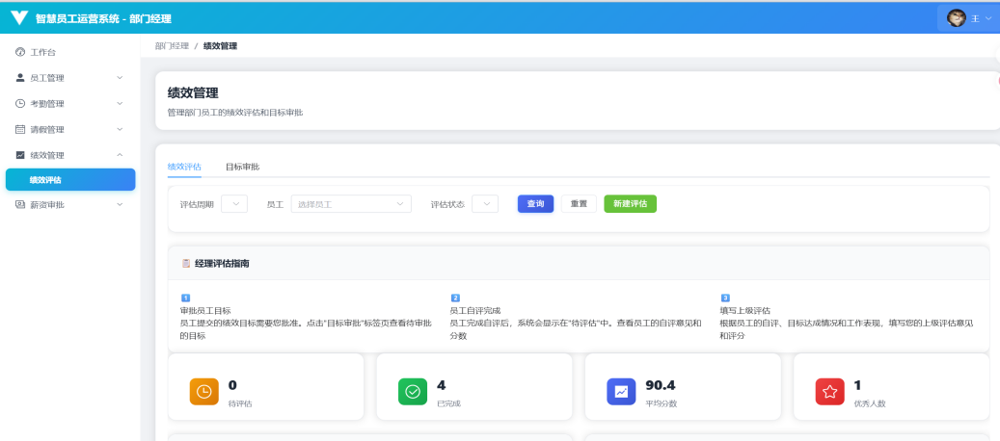 智慧员工运营系统 - 部门经理
王
工作台
员工管理
考勤管理
请假管理
绩效管理
绩效评估
薪资审批
部门经理 / 绩效管理
绩效管理
管理部门员工的绩效评估和目标审批
绩效评估 目标审批
评估周期 员工 选择员工 评估状态 查询 重置 新建评估
经理评估指南
1
审批员工目标
员工提交的绩效目标需要您批准。点击"目标审批"标签页查看待审批
的目标
2
员工自评完成
员工完成自评后，系统会显示在"待评估"中。查看员工的自评意见和
分数
3
填写上级评估
根据员工的自评、目标达成情况和工作表现，填写您的上级评估意见
和评分
0
待评估
4
已完成
90.4
平均分数
1
优秀人数